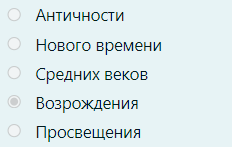 Античности
Нового времени
Средних веков
Возрождения
Просвещения